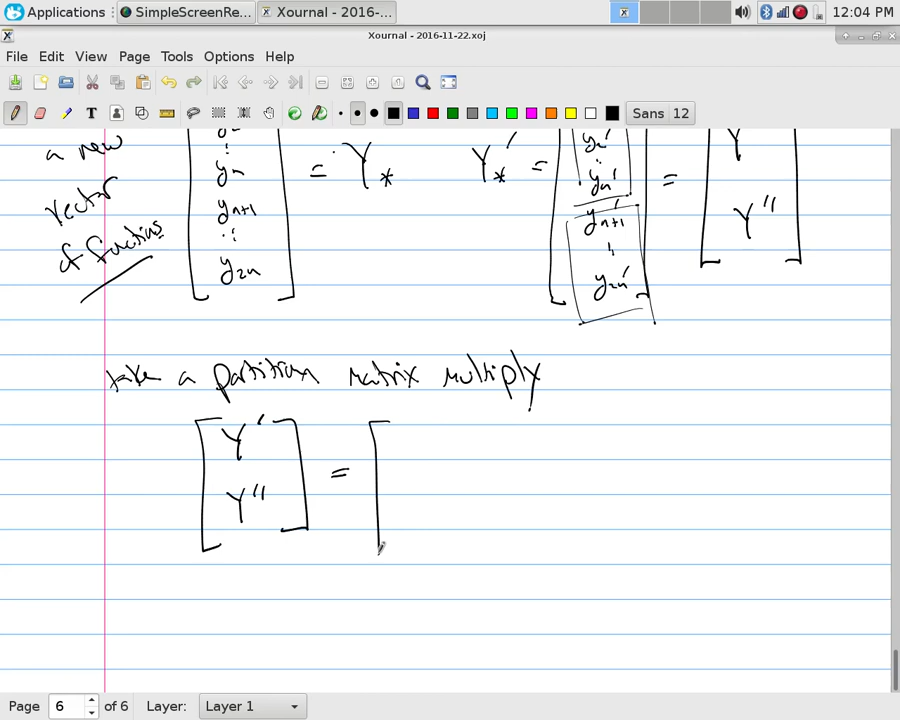 Applications SimpleScreenRe... Xournal - 2016-... 12:04 PM
Xournal - 2016-11-22.xoj
File Edit View Page Tools Options Help
T Sans 12
a new
vector
of functions
yn
yn+1
y2n
= Y*
Y*' =
yn'
y'n+1
y2n'
=
Y''
take a partition matrix multiply
Y'
Y''
=
Page 6 of 6 Layer: Layer 1